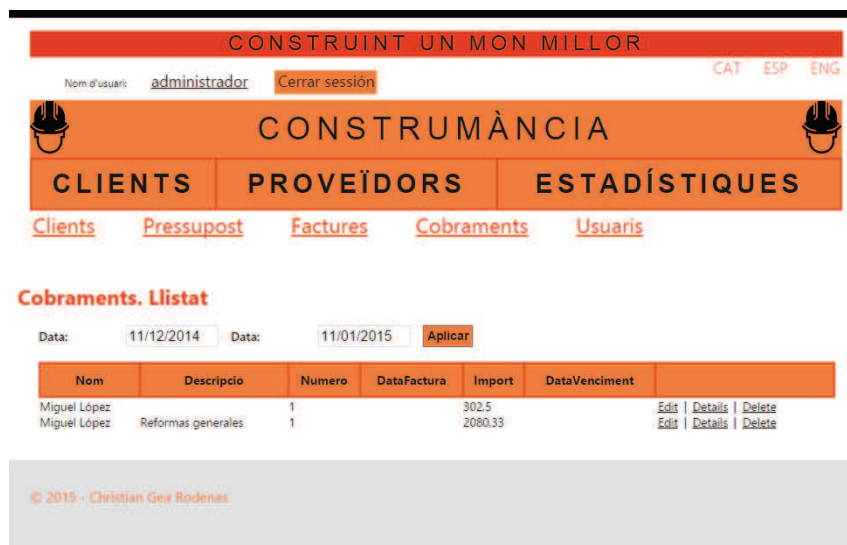 CONSTRUINT UN MON MILLOR
CAT ESP ENG
Nom d'usuari: administrador Cerrar sessión
CONSTRUMÀNCIA
CLIENTS PROVEÏDORS ESTADÍSTIQUES
Clients Pressupost Factures Cobraments Usuaris
Cobraments. Llistat
Data: 11/12/2014 Data: 11/01/2015 Aplicar
Nom Descripcio Numero DataFactura Import DataVenciment
Miguel López 1 302.5 Edit | Details | Delete
Miguel López Reformas generales 1 2080.33 Edit | Details | Delete
© 2015 - Christian Gea Rodenas